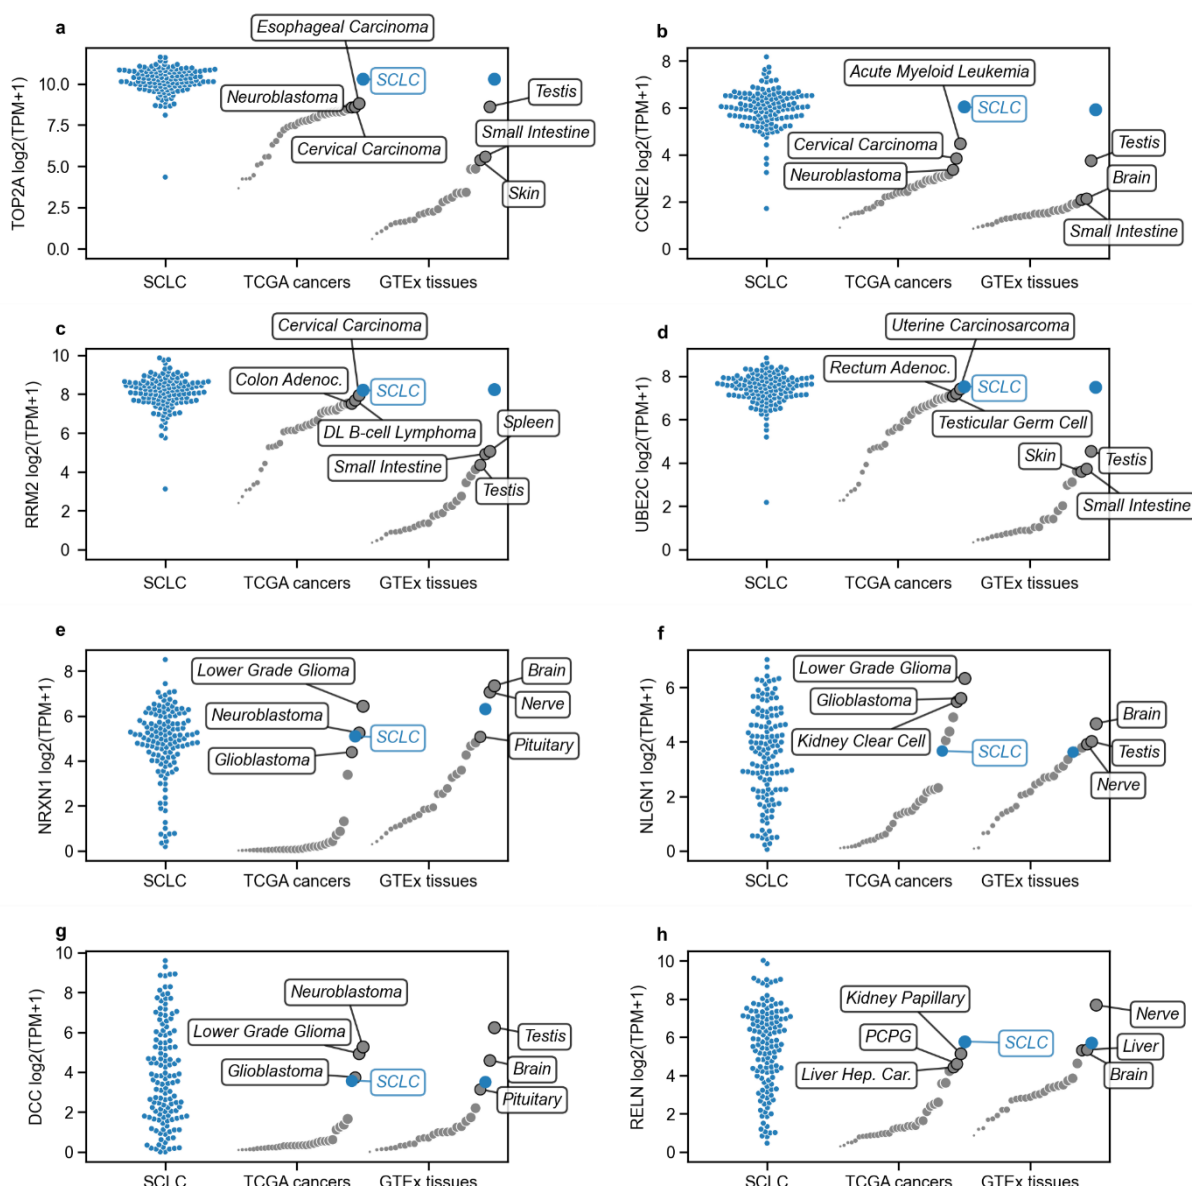 a
Esophageal Carcinoma
TOP2A log2(TPM+1)
10.0
7.5
5.0
2.5
0.0
SCLC
Neuroblastoma
Cervical Carcinoma
Testis
Small Intestine
Skin
SCLC
TCGA cancers
GTEx tissues
b
CCNE2 log2(TPM+1)
8
6
4
2
0
Acute Myeloid Leukemia
SCLC
Cervical Carcinoma
Neuroblastoma
Testis
Brain
Small Intestine
SCLC
TCGA cancers
GTEx tissues
c
Cervical Carcinoma
RRM2 log2(TPM+1)
10
8
6
4
2
0
Colon Adenoc.
SCLC
DL B-cell Lymphoma
Spleen
Small Intestine
Testis
SCLC
TCGA cancers
GTEx tissues
d
Uterine Carcinosarcoma
UBE2C log2(TPM+1)
8
6
4
2
0
Rectum Adenoc.
SCLC
Testicular Germ Cell
Skin
Testis
Small Intestine
SCLC
TCGA cancers
GTEx tissues
e
NRXN1 log2(TPM+1)
8
6
4
2
0
Lower Grade Glioma
Neuroblastoma
SCLC
Glioblastoma
Brain
Nerve
Pituitary
SCLC
TCGA cancers
GTEx tissues
f
NLGN1 log2(TPM+1)
6
4
2
0
Lower Grade Glioma
Glioblastoma
Kidney Clear Cell
SCLC
Brain
Testis
Nerve
SCLC
TCGA cancers
GTEx tissues
g
DCC log2(TPM+1)
10
8
6
4
2
0
Neuroblastoma
Lower Grade Glioma
Glioblastoma
SCLC
Testis
Brain
Pituitary
SCLC
TCGA cancers
GTEx tissues
h
RELN log2(TPM+1)
10
8
6
4
2
0
Kidney Papillary
PCPG
SCLC
Liver Hep. Car.
Nerve
Liver
Brain
SCLC
TCGA cancers
GTEx tissues